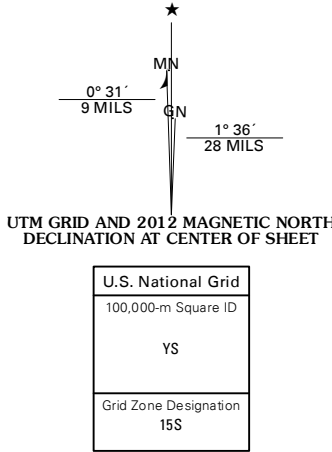 ★
MN
0° 31´
9 MILS
GN
1° 36´
28 MILS
UTM GRID AND 2012 MAGNETIC NORTH
DECLINATION AT CENTER OF SHEET
U.S. National Grid
100,000-m Square ID
YS
Grid Zone Designation
15S